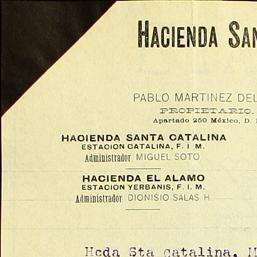 HACIENDA SAN
PABLO MARTINEZ DEL
PROPIETARIO.
Apartado 250 México, D.
HACIENDA SANTA CATALINA
ESTACION CATALINA, F. I M.
Administrador MIGUEL SOTO
HACIENDA EL ALAMO
ESTACION YERBANIS, F. I. M.
Administrador DIONISIO SALAS H
Hcda Sta catalina, M